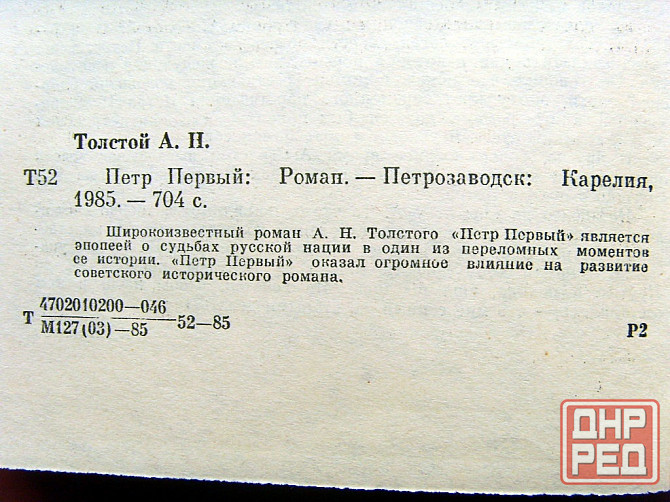 Толстой А. Н.
Т52 Петр Первый: Роман. — Петрозаводск: Карелия,
1985. — 704 с.
Широкоизвестный роман А. Н. Толстого «Петр Первый» является
эпопеей о судьбах русской нации в один из переломных моментов
ее истории. «Петр Первый» оказал огромное влияние на развитие
советского исторического романа.
4702010200—046
Т 52—85
М127(03)—85
Р2
ДНР
РЕД